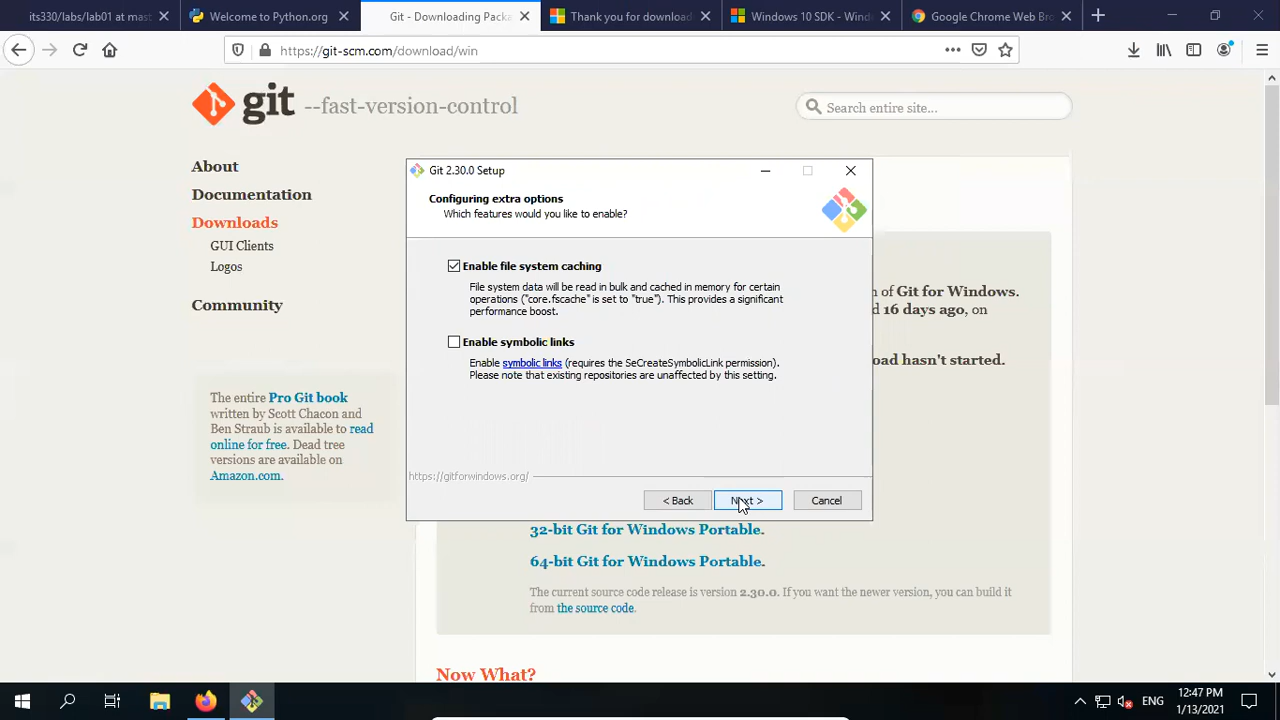 its330/labs/lab01 at mast
Welcome to Python.org
Git - Downloading Packa
Thank you for download
Windows 10 SDK - Wind
Google Chrome Web Bro
https://git-scm.com/download/win
git --fast-version-control
Search entire site...
About
Documentation
Downloads
GUI Clients
Logos
Community
The entire Pro Git book
written by Scott Chacon and
Ben Straub is available to read
online for free. Dead tree
versions are available on
Amazon.com.
Git 2.30.0 Setup
Configuring extra options
Which features would you like to enable?
Enable file system caching
File system data will be read in bulk and cached in memory for certain
operations ("core.fscache" is set to "true"). This provides a significant
performance boost.
Enable symbolic links
Enable symbolic links (requires the SeCreateSymbolicLink permission).
Please note that existing repositories are unaffected by this setting.
https://gitforwindows.org/
< Back
Next >
Cancel
n of Git for Windows.
d 16 days ago, on
oad hasn't started.
32-bit Git for Windows Portable.
64-bit Git for Windows Portable.
The current source code release is version 2.30.0. If you want the newer version, you can build it
from the source code.
Now What?
ENG
12:47 PM
1/13/2021